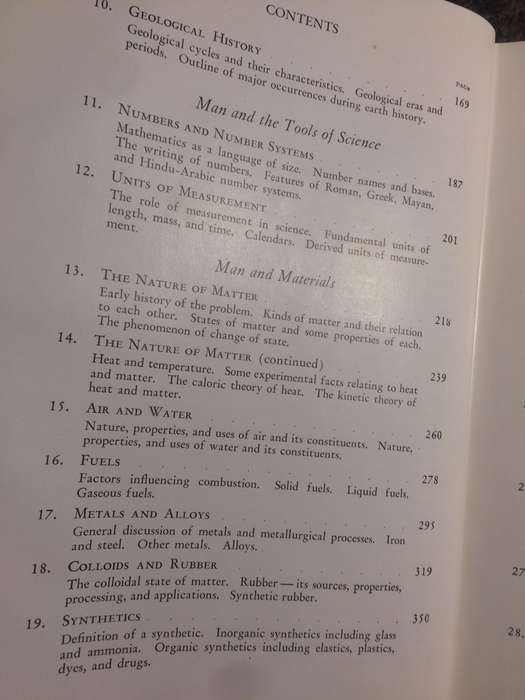 CONTENTS
PAGE
10. GEOLOGICAL HISTORY . . . . . . . . . 169
Geological cycles and their characteristics. Geological eras and
periods. Outline of major occurrences during earth history.
Man and the Tools of Science
11. NUMBERS AND NUMBER SYSTEMS . . . . . . . 187
Mathematics as a language of size. Number names and bases.
The writing of numbers. Features of Roman, Greek, Mayan,
and Hindu-Arabic number systems.
12. UNITS OF MEASUREMENT . . . . . . . . 201
The role of measurement in science. Fundamental units of
length, mass, and time. Calendars. Derived units of measure-
ment.
Man and Materials
13. THE NATURE OF MATTER . . . . . . . . 218
Early history of the problem. Kinds of matter and their relation
to each other. States of matter and some properties of each.
The phenomenon of change of state.
14. THE NATURE OF MATTER (continued) . . . . . 239
Heat and temperature. Some experimental facts relating to heat
and matter. The caloric theory of heat. The kinetic theory of
heat and matter.
15. AIR AND WATER . . . . . . . . . . 260
Nature, properties, and uses of air and its constituents. Nature,
properties, and uses of water and its constituents.
16. FUELS . . . . . . . . . . . . . 278
Factors influencing combustion. Solid fuels. Liquid fuels.
Gaseous fuels.
17. METALS AND ALLOYS . . . . . . . . . 295
General discussion of metals and metallurgical processes. Iron
and steel. Other metals. Alloys.
18. COLLOIDS AND RUBBER . . . . . . . . . 319
The colloidal state of matter. Rubber — its sources, properties,
processing, and applications. Synthetic rubber.
19. SYNTHETICS . . . . . . . . . . . 350
Definition of a synthetic. Inorganic synthetics including glass
and ammonia. Organic synthetics including elastics, plastics,
dyes, and drugs.
2
27
28,